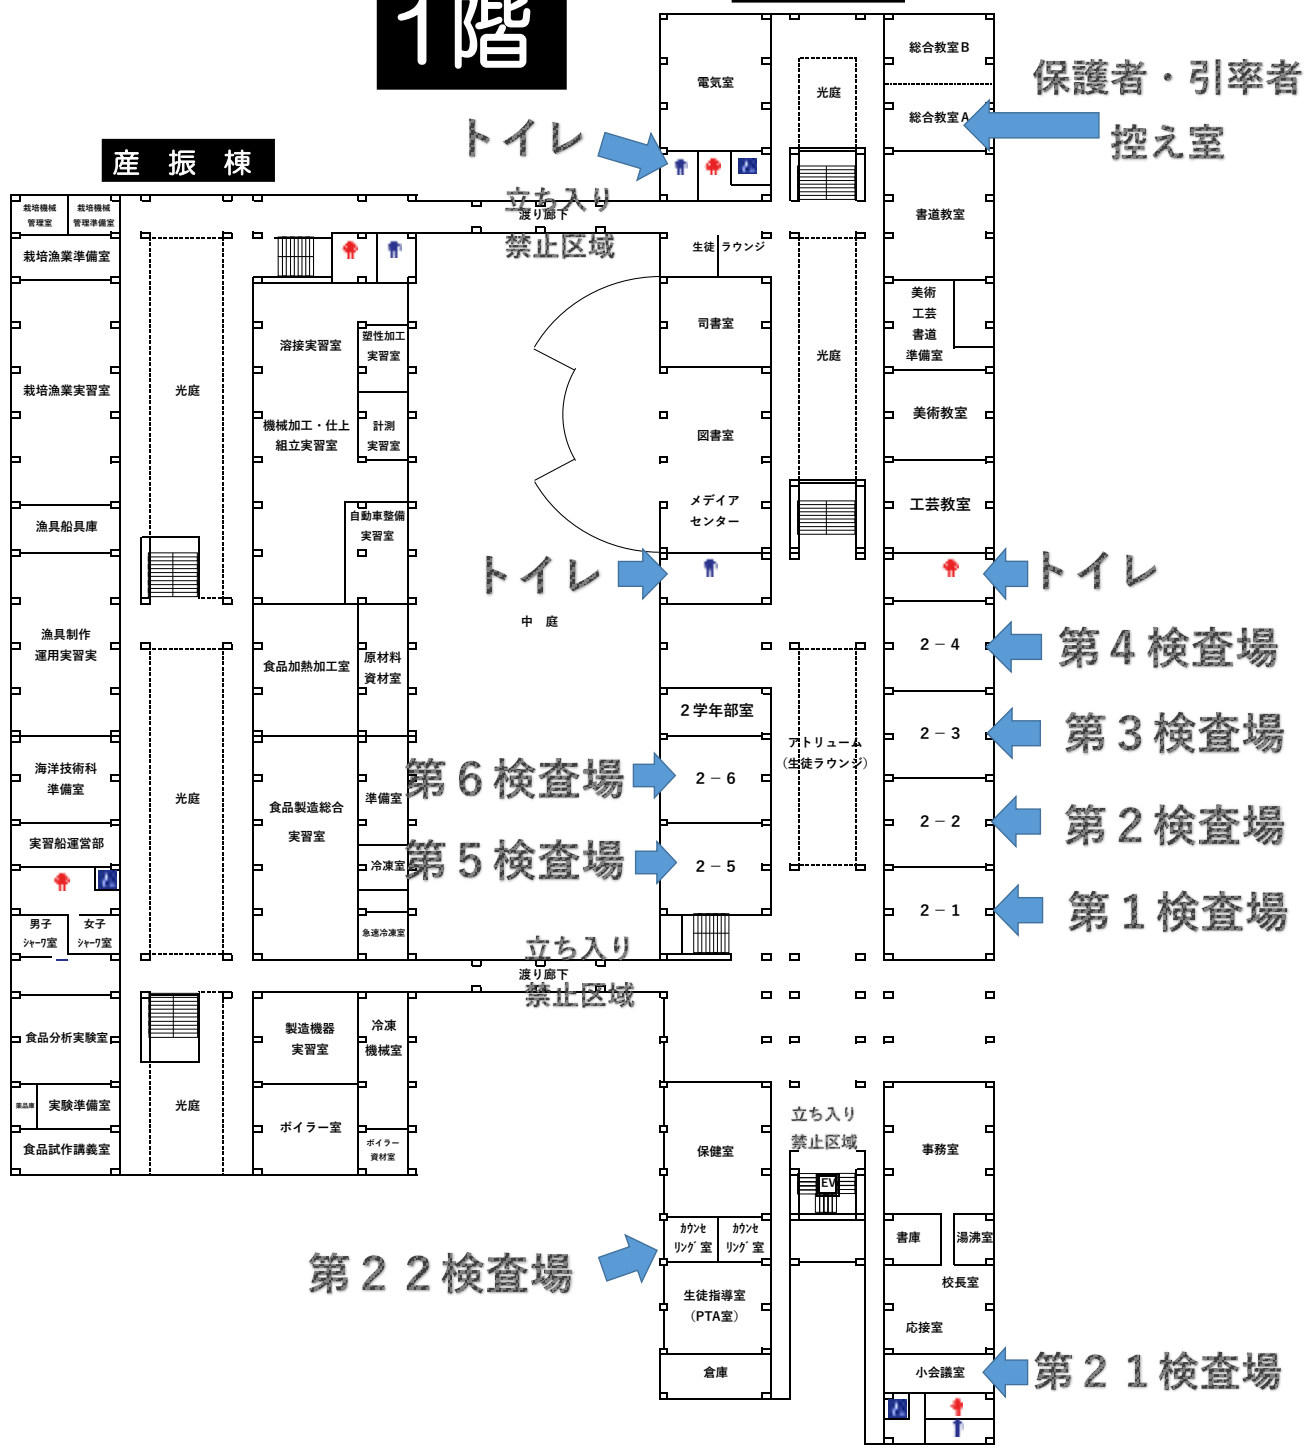 1階
産 振 棟
保護者・引率者
控え室
総合教室B
総合教室A
電気室
光庭
トイレ
立ち入り
禁止区域
渡り廊下
生徒 ラウンジ
書道教室
司書室
光庭
美術
工芸
書道
準備室
図書室
美術教室
メデイア
センター
工芸教室
トイレ
トイレ
中 庭
2-4
第4検査場
2学年部室
2-3
第3検査場
アトリューム
(生徒ラウンジ)
第6検査場
2-6
2-2
第2検査場
第5検査場
2-5
2-1
第1検査場
立ち入り
禁止区域
渡り廊下
栽培機械
管理室
栽培機械
管理準備室
栽培漁業準備室
栽培漁業実習室
光庭
溶接実習室
塑性加工
実習室
機械加工・仕上
組立実習室
計測
実習室
自動車整備
実習室
漁具船具庫
漁具制作
運用実習実
食品加熱加工室
原材料
資材室
海洋技術科
準備室
光庭
食品製造総合
実習室
準備室
冷凍室
急速冷凍室
実習船運営部
男子
シャーワ室
女子
シャーワ室
食品分析実験室
製造機器
実習室
冷凍
機械室
薬品庫
実験準備室
光庭
ボイラー室
ボイラー
資材室
食品試作講義室
保健室
立ち入り
禁止区域
EV
事務室
カウンセ
リング室
カウンセ
リング室
書庫
湯沸室
第22検査場
生徒指導室
(PTA室)
校長室
応接室
倉庫
小会議室
第21検査場